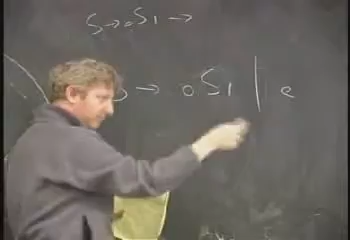 S → 0S1 →
S → 0S1 | e